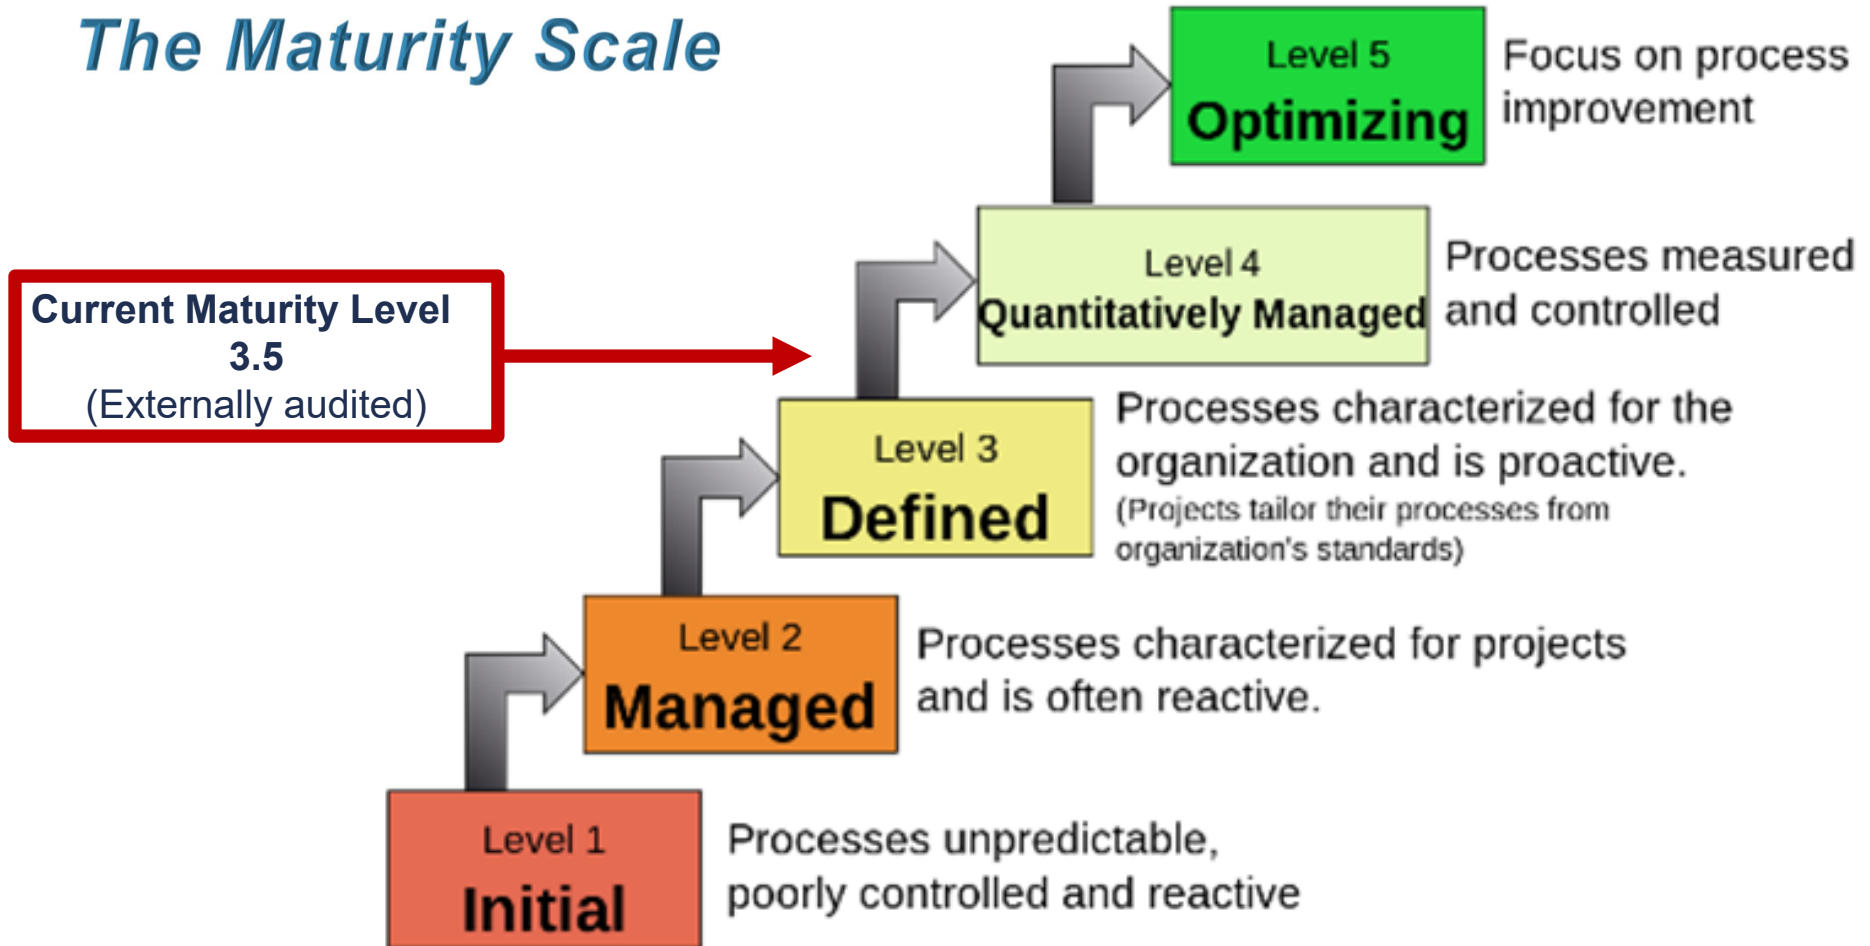 The Maturity Scale
Level 5
Optimizing
Focus on process
improvement
Level 4
Quantitatively Managed
Processes measured
and controlled
Current Maturity Level
3.5
(Externally audited)
Level 3
Defined
Processes characterized for the
organization and is proactive.
(Projects tailor their processes from
organization's standards)
Level 2
Managed
Processes characterized for projects
and is often reactive.
Level 1
Initial
Processes unpredictable,
poorly controlled and reactive